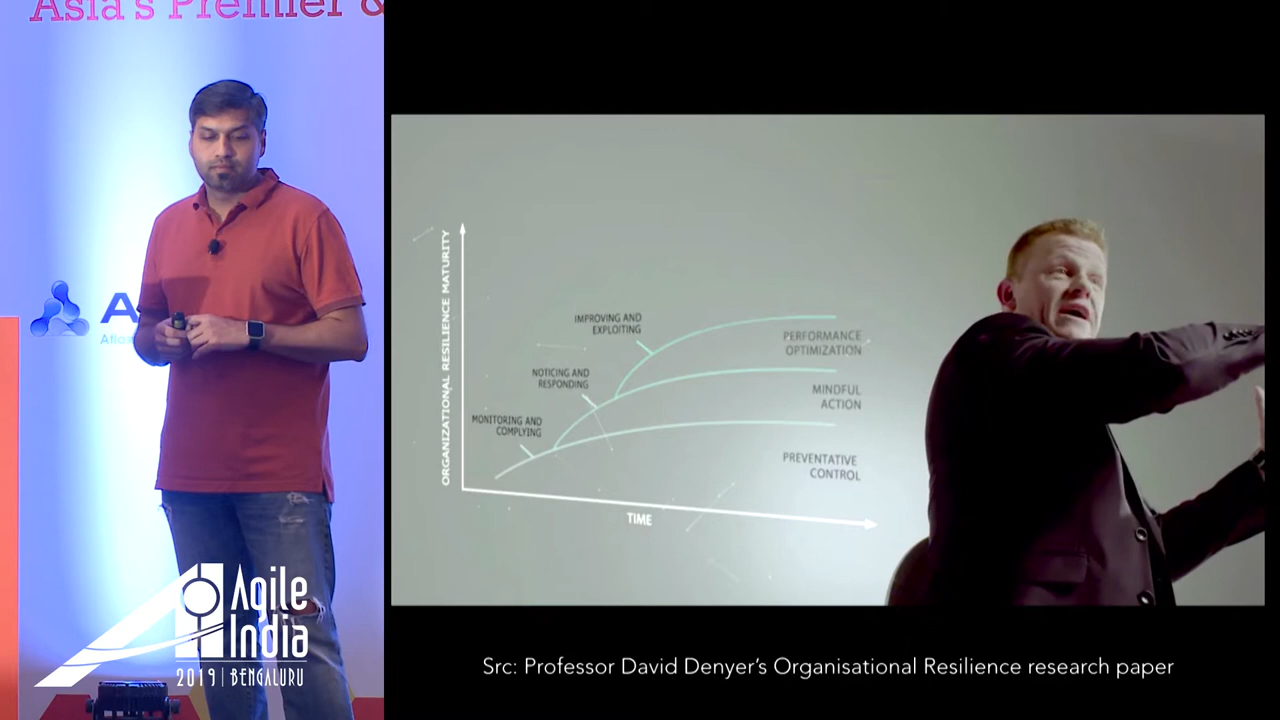 Asia's Premier &
A
Atlas
Agile
India
2019 | BENGALURU
ORGANIZATIONAL RESILIENCE MATURITY
IMPROVING AND
EXPLOITING
PERFORMANCE
OPTIMIZATION
NOTICING AND
RESPONDING
MINDFUL
ACTION
MONITORING AND
COMPLYING
PREVENTATIVE
CONTROL
TIME
Src: Professor David Denyer's Organisational Resilience research paper